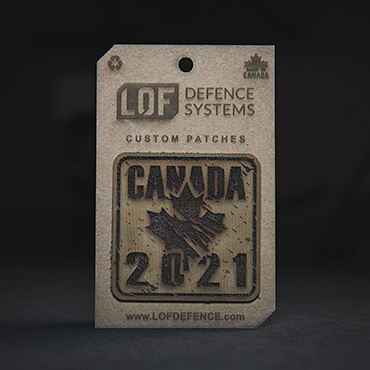 MADE IN
CANADA
LOF DEFENCE
SYSTEMS
CUSTOM PATCHES
CANADA
2021
www.LOFDEFENCE.com